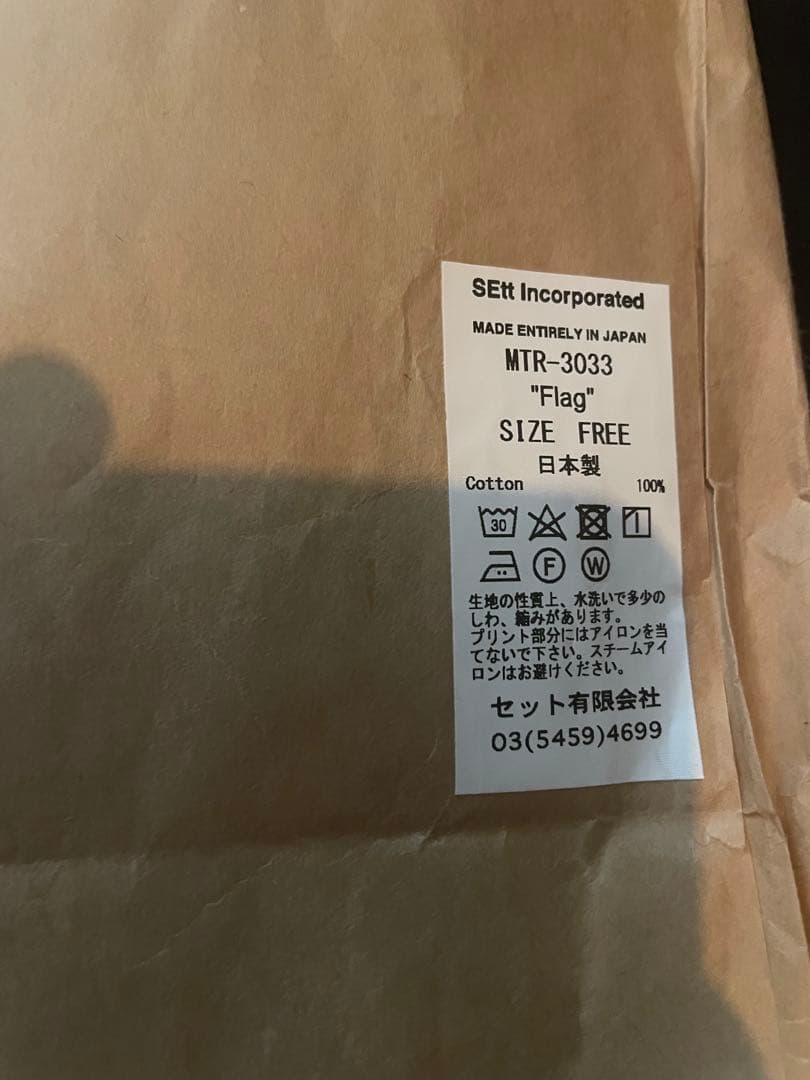 SEtt Incorporated
MADE ENTIRELY IN JAPAN
MTR-3033
"Flag"
SIZE FREE
日本製
Cotton 100%
30
F W
生地の性質上、水洗いで多少の
しわ、縮みがあります。
プリント部分にはアイロンを当
てないで下さい。スチームアイ
ロンはお避けください。
セット有限会社
03(5459)4699